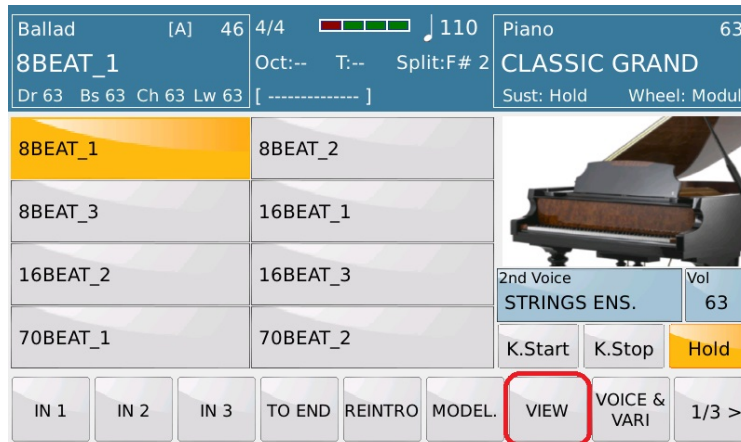 Ballad [A] 46
8BEAT_1
Dr 63 Bs 63 Ch 63 Lw 63
4/4 110
Oct:-- T:-- Split:F# 2
[ -------------- ]
Piano 63
CLASSIC GRAND
Sust: Hold Wheel: Modul
8BEAT_1 8BEAT_2
8BEAT_3 16BEAT_1
16BEAT_2 16BEAT_3
70BEAT_1 70BEAT_2
2nd Voice Vol
STRINGS ENS. 63
K.Start K.Stop Hold
IN 1 IN 2 IN 3 TO END REINTRO MODEL. VIEW VOICE & VARI 1/3 >